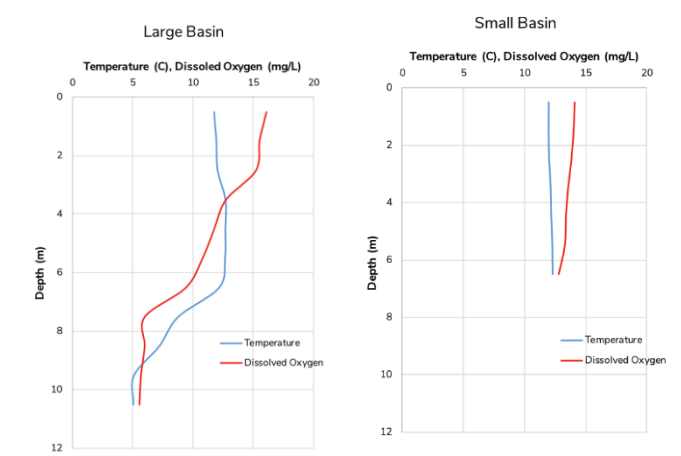 Large Basin
Temperature (C), Dissoled Oxygen (mg/L)
0 5 10 15 20
0
2
4
6
8
10
12
Depth (m)
Temperature
Dissolved Oxygen
Small Basin
Temperature (C), Dissolved Oxygen (mg/L)
0 5 10 15 20
0
2
4
6
8
10
12
Depth (m)
Temperature
Dissolved Oxygen